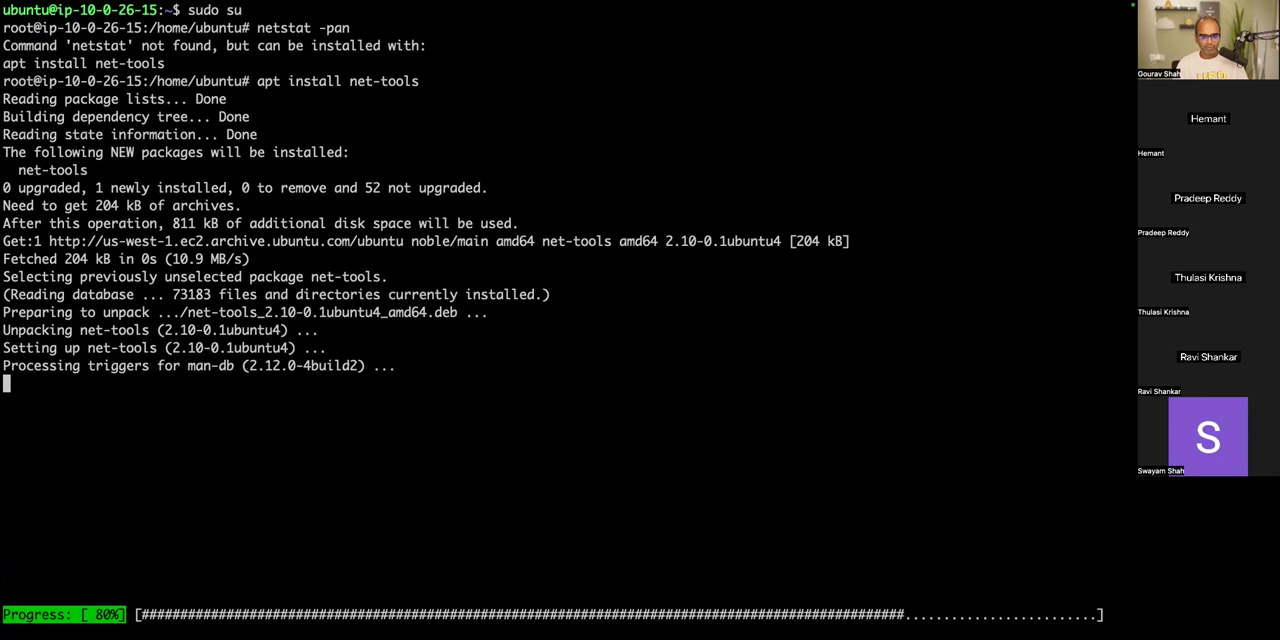 ubuntu@ip-10-0-26-15:~$ sudo su
root@ip-10-0-26-15:/home/ubuntu# netstat -pan
Command 'netstat' not found, but can be installed with:
apt install net-tools
root@ip-10-0-26-15:/home/ubuntu# apt install net-tools
Reading package lists... Done
Building dependency tree... Done
Reading state information... Done
The following NEW packages will be installed:
  net-tools
0 upgraded, 1 newly installed, 0 to remove and 52 not upgraded.
Need to get 204 kB of archives.
After this operation, 811 kB of additional disk space will be used.
Get:1 http://us-west-1.ec2.archive.ubuntu.com/ubuntu noble/main amd64 net-tools amd64 2.10-0.1ubuntu4 [204 kB]
Fetched 204 kB in 0s (10.9 MB/s)
Selecting previously unselected package net-tools.
(Reading database ... 73183 files and directories currently installed.)
Preparing to unpack .../net-tools_2.10-0.1ubuntu4_amd64.deb ...
Unpacking net-tools (2.10-0.1ubuntu4) ...
Setting up net-tools (2.10-0.1ubuntu4) ...
Processing triggers for man-db (2.12.0-4build2) ...
Progress: [ 80%] [###################################################################################################.........................]
Gourav Shah
Hemant
Hemant
Pradeep Reddy
Pradeep Reddy
Thulasi Krishna
Thulasi Krishna
Ravi Shankar
Ravi Shankar
S
Swayam Shah